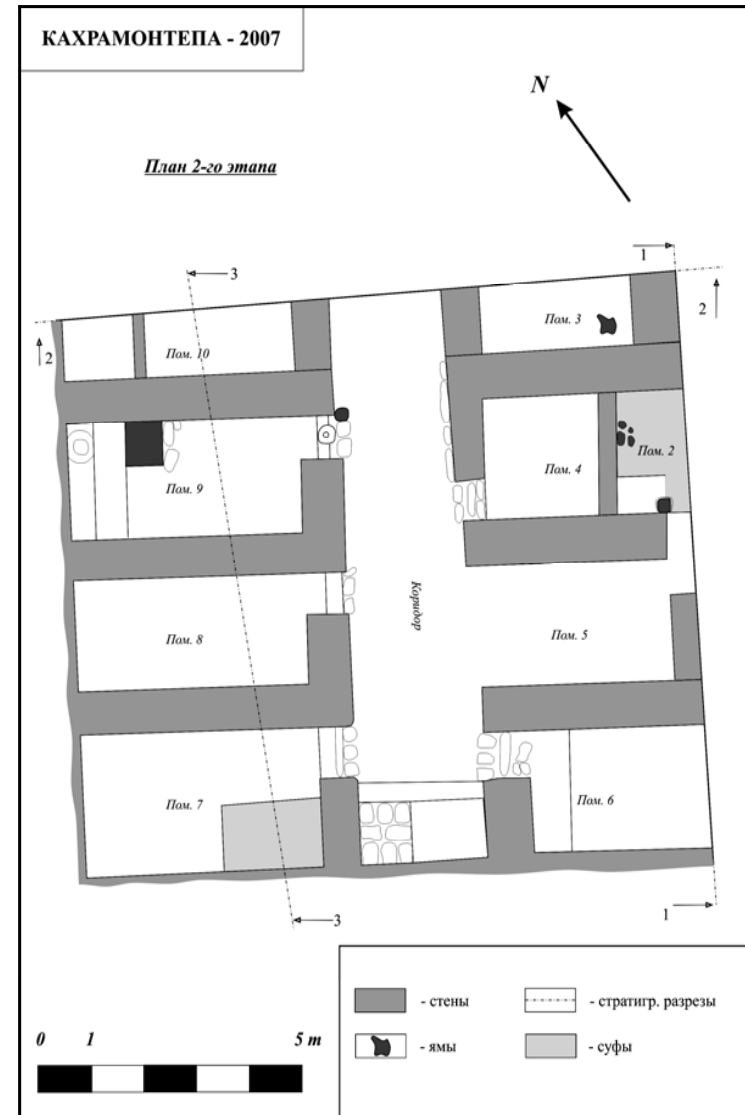 КАХРАМОНТЕПА - 2007
N
План 2-го этапа
1
3
2
Пом. 3
2
Пом. 10
Пом. 4
Пом. 2
Пом. 9
Коридор
Пом. 5
Пом. 8
Пом. 7
Пом. 6
3
1
- стены
- стратигр. разрезы
0 1 5 m
- ямы
- суфы